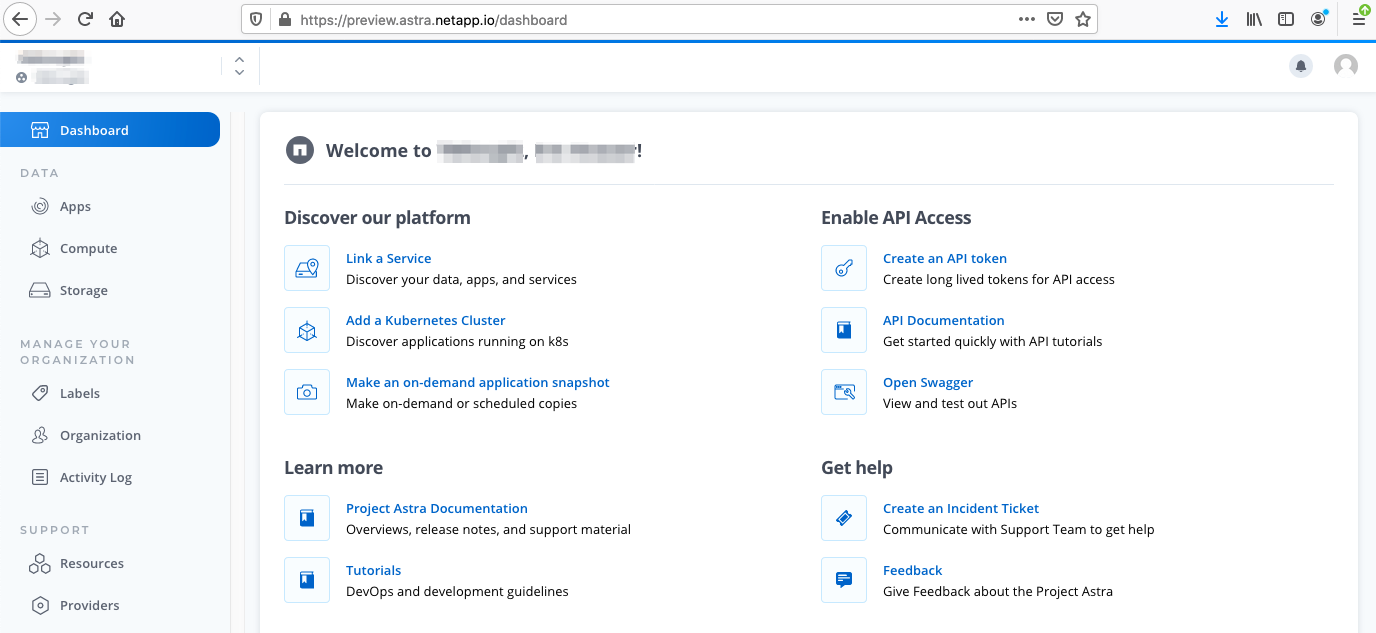 https://preview.astra.netapp.io/dashboard
Dashboard
DATA
Apps
Compute
Storage
MANAGE YOUR
ORGANIZATION
Labels
Organization
Activity Log
SUPPORT
Resources
Providers
Welcome to , !
Discover our platform
Link a Service
Discover your data, apps, and services
Add a Kubernetes Cluster
Discover applications running on k8s
Make an on-demand application snapshot
Make on-demand or scheduled copies
Enable API Access
Create an API token
Create long lived tokens for API access
API Documentation
Get started quickly with API tutorials
Open Swagger
View and test out APIs
Learn more
Project Astra Documentation
Overviews, release notes, and support material
Tutorials
DevOps and development guidelines
Get help
Create an Incident Ticket
Communicate with Support Team to get help
Feedback
Give Feedback about the Project Astra